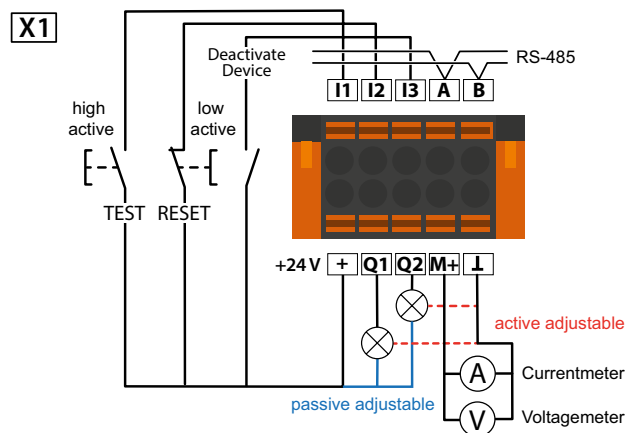 X1
Deactivate
Device
RS-485
I1 I2 I3 A B
high
active
low
active
TEST RESET
+24 V + Q1 Q2 M+ ⊥
active adjustable
A Currentmeter
passive adjustable
V Voltagemeter